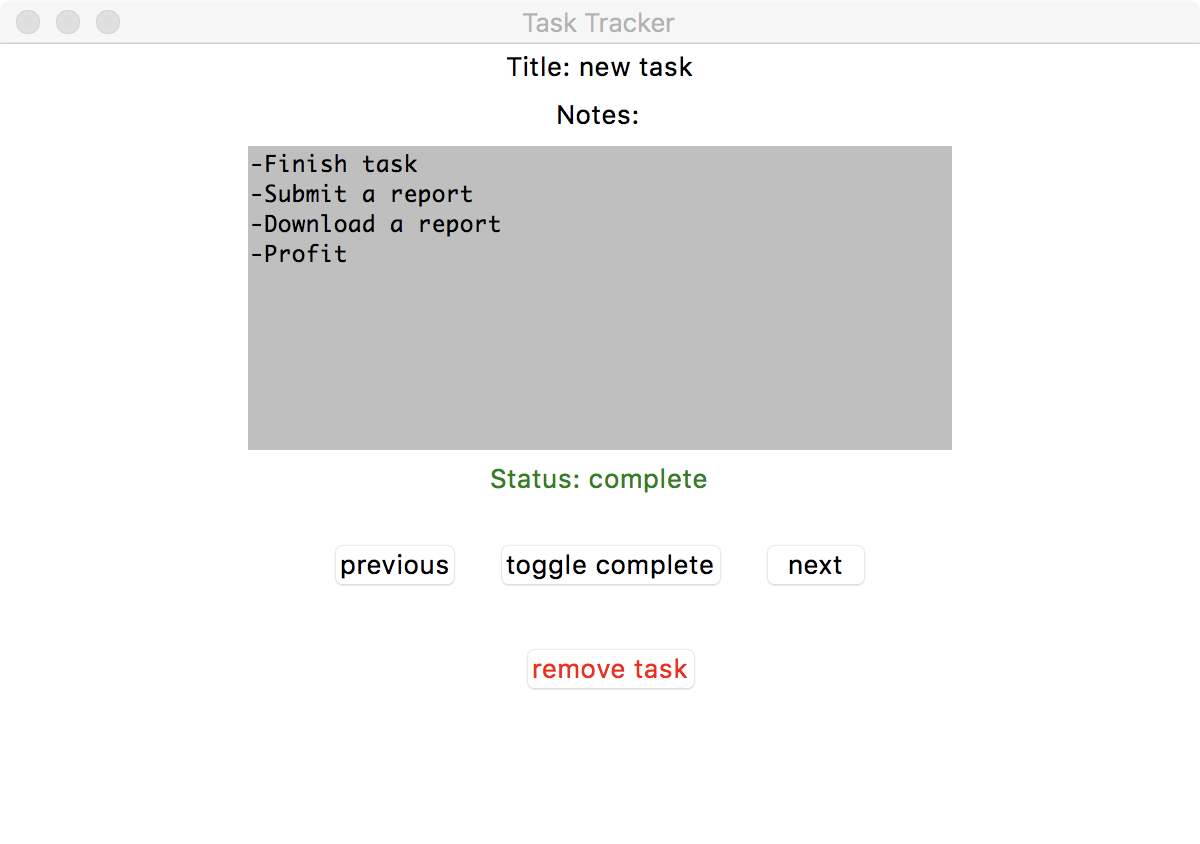 Task Tracker
Title: new task
Notes:
-Finish task
-Submit a report
-Download a report
-Profit
Status: complete
previous toggle complete next
remove task